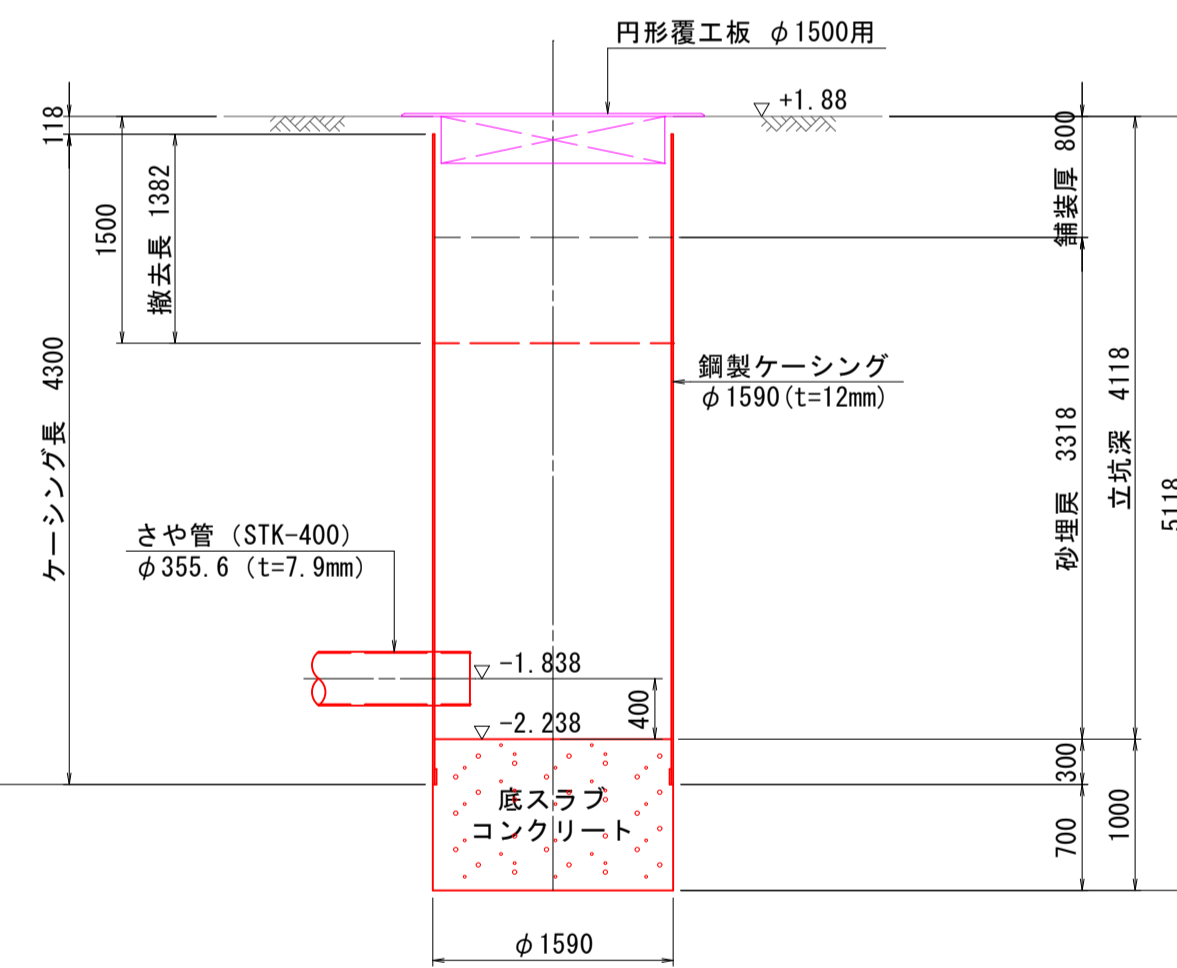 円形覆工板 φ1500用
+1.88
118
舗装厚 800
1500
撤去長 1382
ケーシング長 4300
鋼製ケーシング
φ1590(t=12mm)
砂埋戻 3318
立坑深 4118
5118
さや管 (STK-400)
φ355.6 (t=7.9mm)
-1.838
400
-2.238
底スラブ
コンクリート
300
700
1000
φ1590